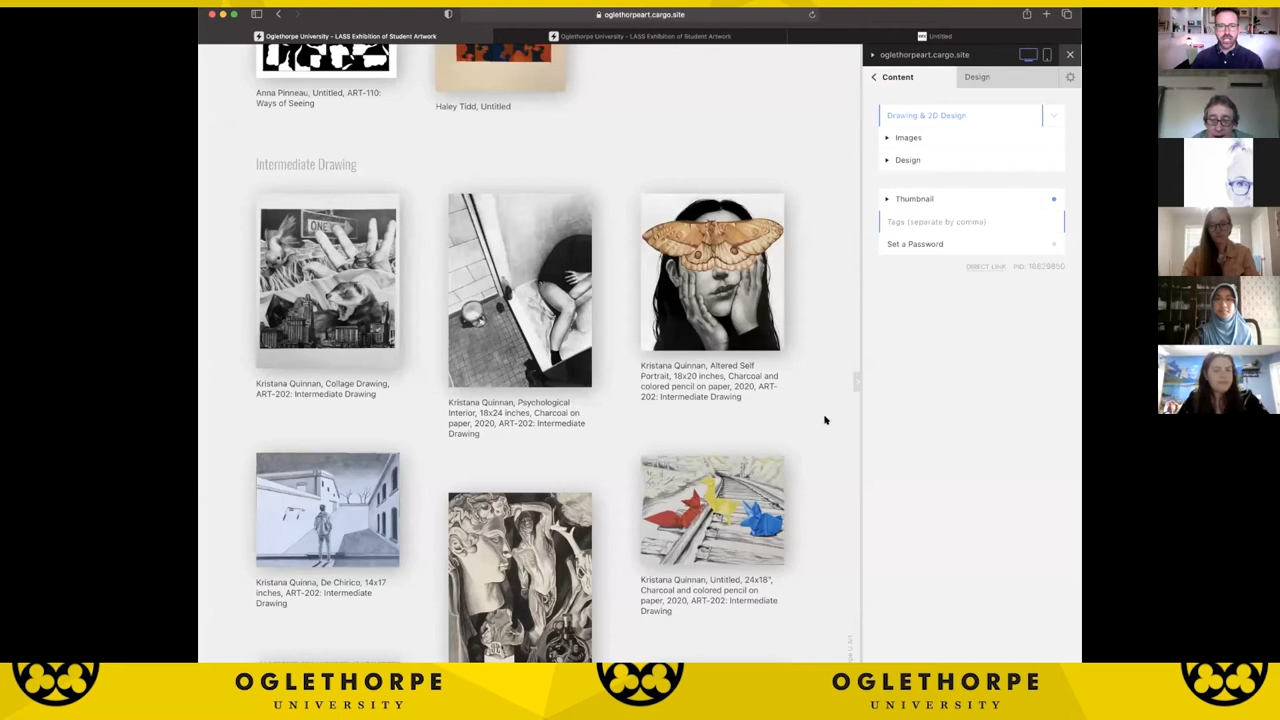 oglethorpeart.cargo.site
Oglethorpe University - LASS Exhibition of Student Artwork
Oglethorpe University - LASS Exhibition of Student Artwork
Untitled
oglethorpeart.cargo.site
Content
Design
Drawing & 2D Design
Images
Design
Thumbnail
Tags (separate by comma)
Set a Password
DIRECT LINK
PID: 18629850
Anna Pinneau, Untitled, ART-110:
Ways of Seeing
Haley Tidd, Untitled
Intermediate Drawing
ONE
Kristana Quinnan, Collage Drawing,
ART-202: Intermediate Drawing
Kristana Quinnan, Psychological
Interior, 18x24 inches, Charcoal on
paper, 2020, ART-202: Intermediate
Drawing
Kristana Quinnan, Altered Self
Portrait, 18x20 inches, Charcoal and
colored pencil on paper, 2020, ART-
202: Intermediate Drawing
Kristana Quinna, De Chirico, 14x17
inches, ART-202: Intermediate
Drawing
Kristana Quinnan, Untitled, 24x18",
Charcoal and colored pencil on
paper, 2020, ART-202: Intermediate
Drawing
OGLETHORPE
UNIVERSITY
OGLETHORPE
UNIVERSITY